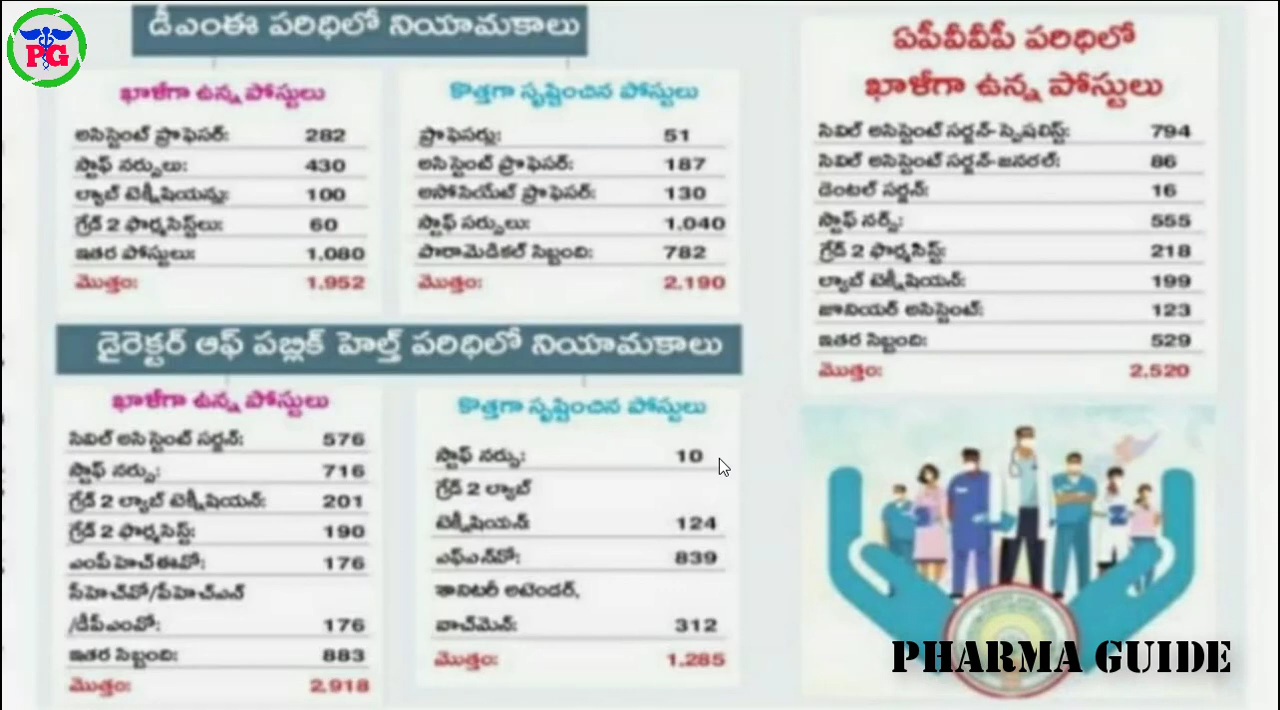 PG
డీఎంఈ పరిధిలో నియామకాలు
ఖాళీగా ఉన్న పోస్టులు
అసిస్టెంట్ ప్రొఫెసర్: 282
స్టాఫ్ నర్సులు: 430
ల్యాబ్ టెక్నీషియన్లు: 100
గ్రేడ్ 2 ఫార్మసిస్ట్‌లు: 60
ఇతర పోస్టులు: 1,080
మొత్తం: 1,952
కొత్తగా సృష్టించిన పోస్టులు
ప్రొఫెసర్లు: 51
అసిస్టెంట్ ప్రొఫెసర్: 187
అసోసియేట్ ప్రొఫెసర్: 130
స్టాఫ్ నర్సులు: 1,040
పారామెడికల్ సిబ్బంది: 782
మొత్తం: 2,190
డైరెక్టర్ ఆఫ్ పబ్లిక్ హెల్త్ పరిధిలో నియామకాలు
ఖాళీగా ఉన్న పోస్టులు
సివిల్ అసిస్టెంట్ సర్జన్: 576
స్టాఫ్ నర్సు: 716
గ్రేడ్ 2 ల్యాబ్ టెక్నీషియన్: 201
గ్రేడ్ 2 ఫార్మసిస్ట్: 190
ఎంపీహెచ్‌ఈవో: 176
సీహెచ్‌వో/పీహెచ్‌ఎన్
/డీపీఎంవో: 176
ఇతర సిబ్బంది: 883
మొత్తం: 2,918
కొత్తగా సృష్టించిన పోస్టులు
స్టాఫ్ నర్సు: 10
గ్రేడ్ 2 ల్యాబ్
టెక్నీషియన్ 124
ఎఫ్ఎన్‌వో: 839
శానిటరీ అటెండర్,
వాచ్‌మెన్: 312
మొత్తం: 1,285
ఏపీవీవీపీ పరిధిలో
ఖాళీగా ఉన్న పోస్టులు
సివిల్ అసిస్టెంట్ సర్జన్- స్పెషలిస్ట్: 794
సివిల్ అసిస్టెంట్ సర్జన్-జనరల్: 86
డెంటల్ సర్జన్: 16
స్టాఫ్ నర్స్: 555
గ్రేడ్ 2 ఫార్మసిస్ట్: 218
ల్యాబ్ టెక్నీషియన్: 199
జూనియర్ అసిస్టెంట్: 123
ఇతర సిబ్బంది: 529
మొత్తం: 2,520
PHARMA GUIDE